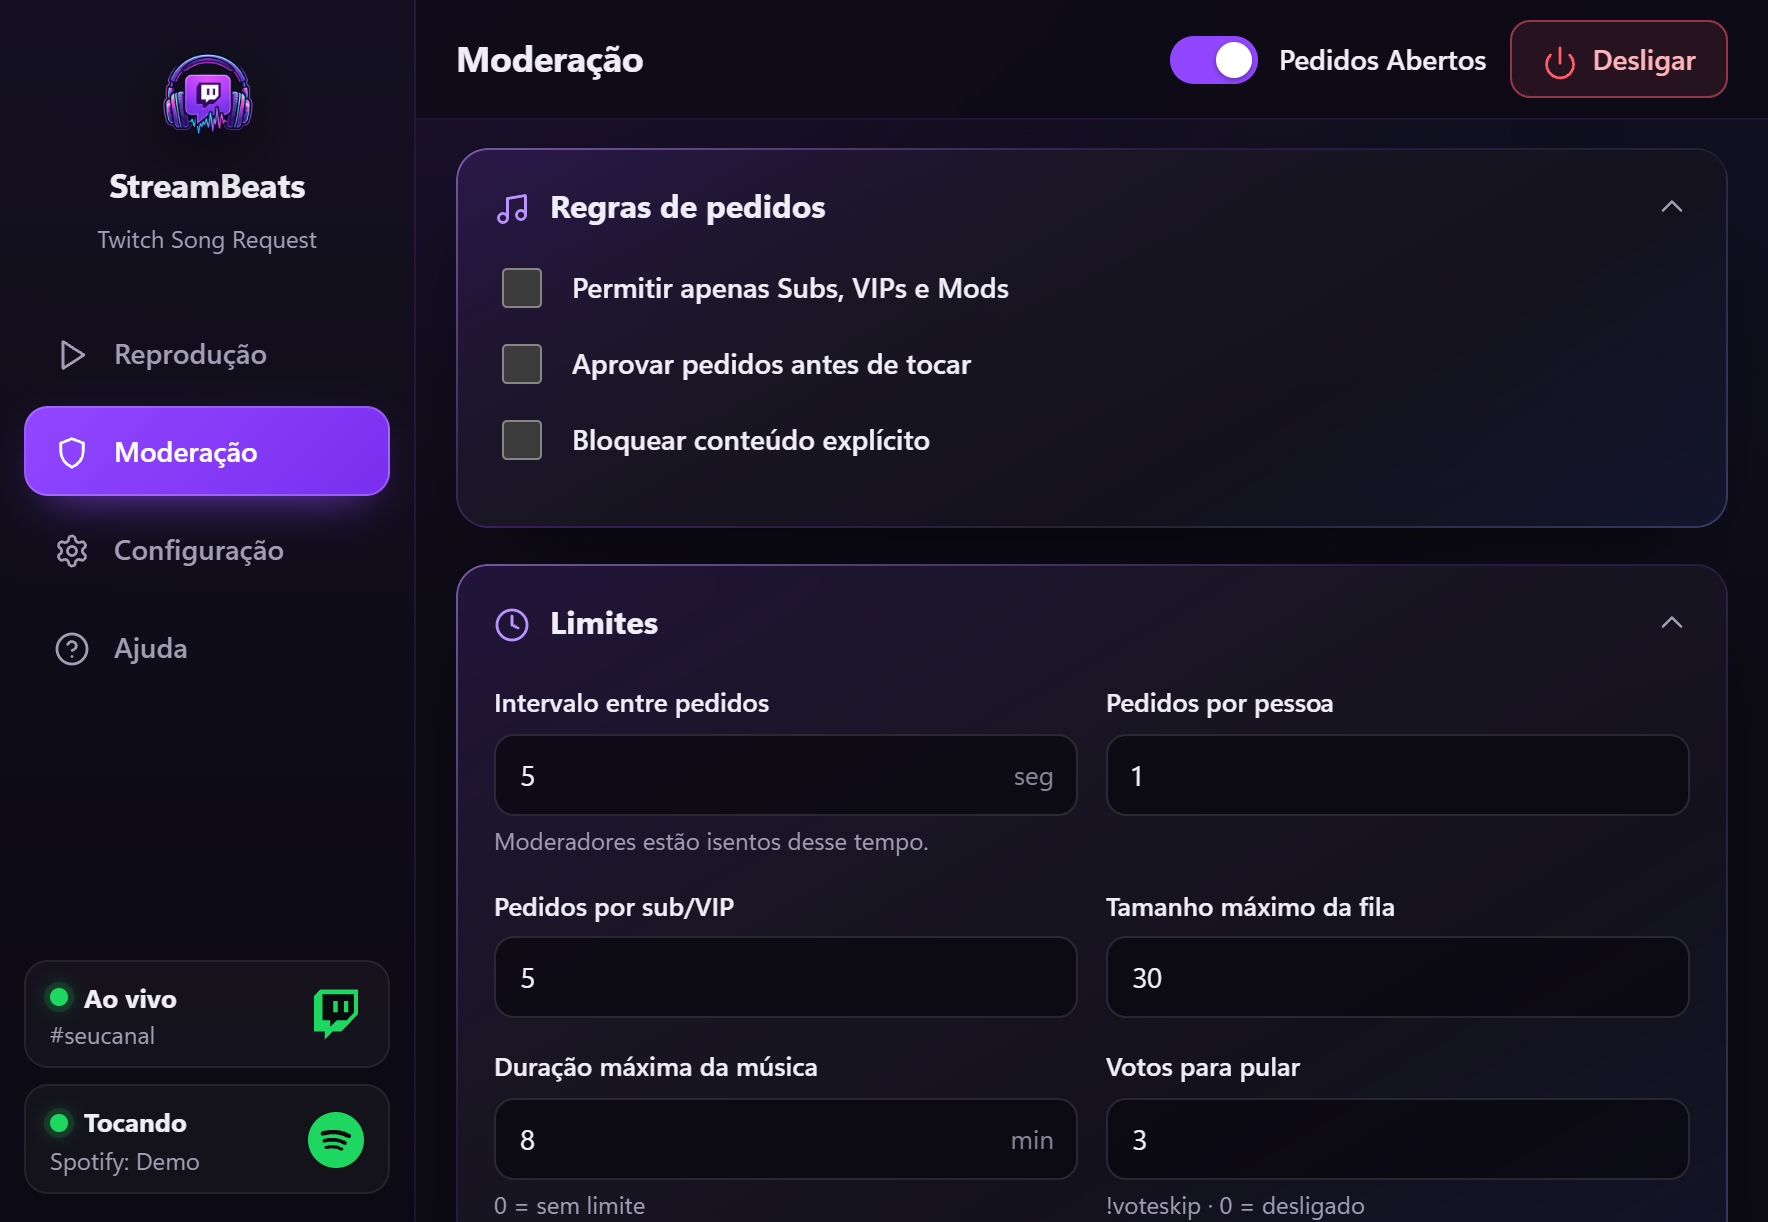 StreamBeats
Twitch Song Request
Reprodução
Moderação
Configuração
Ajuda
Ao vivo
#seucanal
Tocando
Spotify: Demo
Moderação
Pedidos Abertos
Desligar
Regras de pedidos
Permitir apenas Subs, VIPs e Mods
Aprovar pedidos antes de tocar
Bloquear conteúdo explícito
Limites
Intervalo entre pedidos
5 seg
Moderadores estão isentos desse tempo.
Pedidos por pessoa
1
Pedidos por sub/VIP
5
Tamanho máximo da fila
30
Duração máxima da música
8 min
0 = sem limite
Votos para pular
3
!voteskip · 0 = desligado